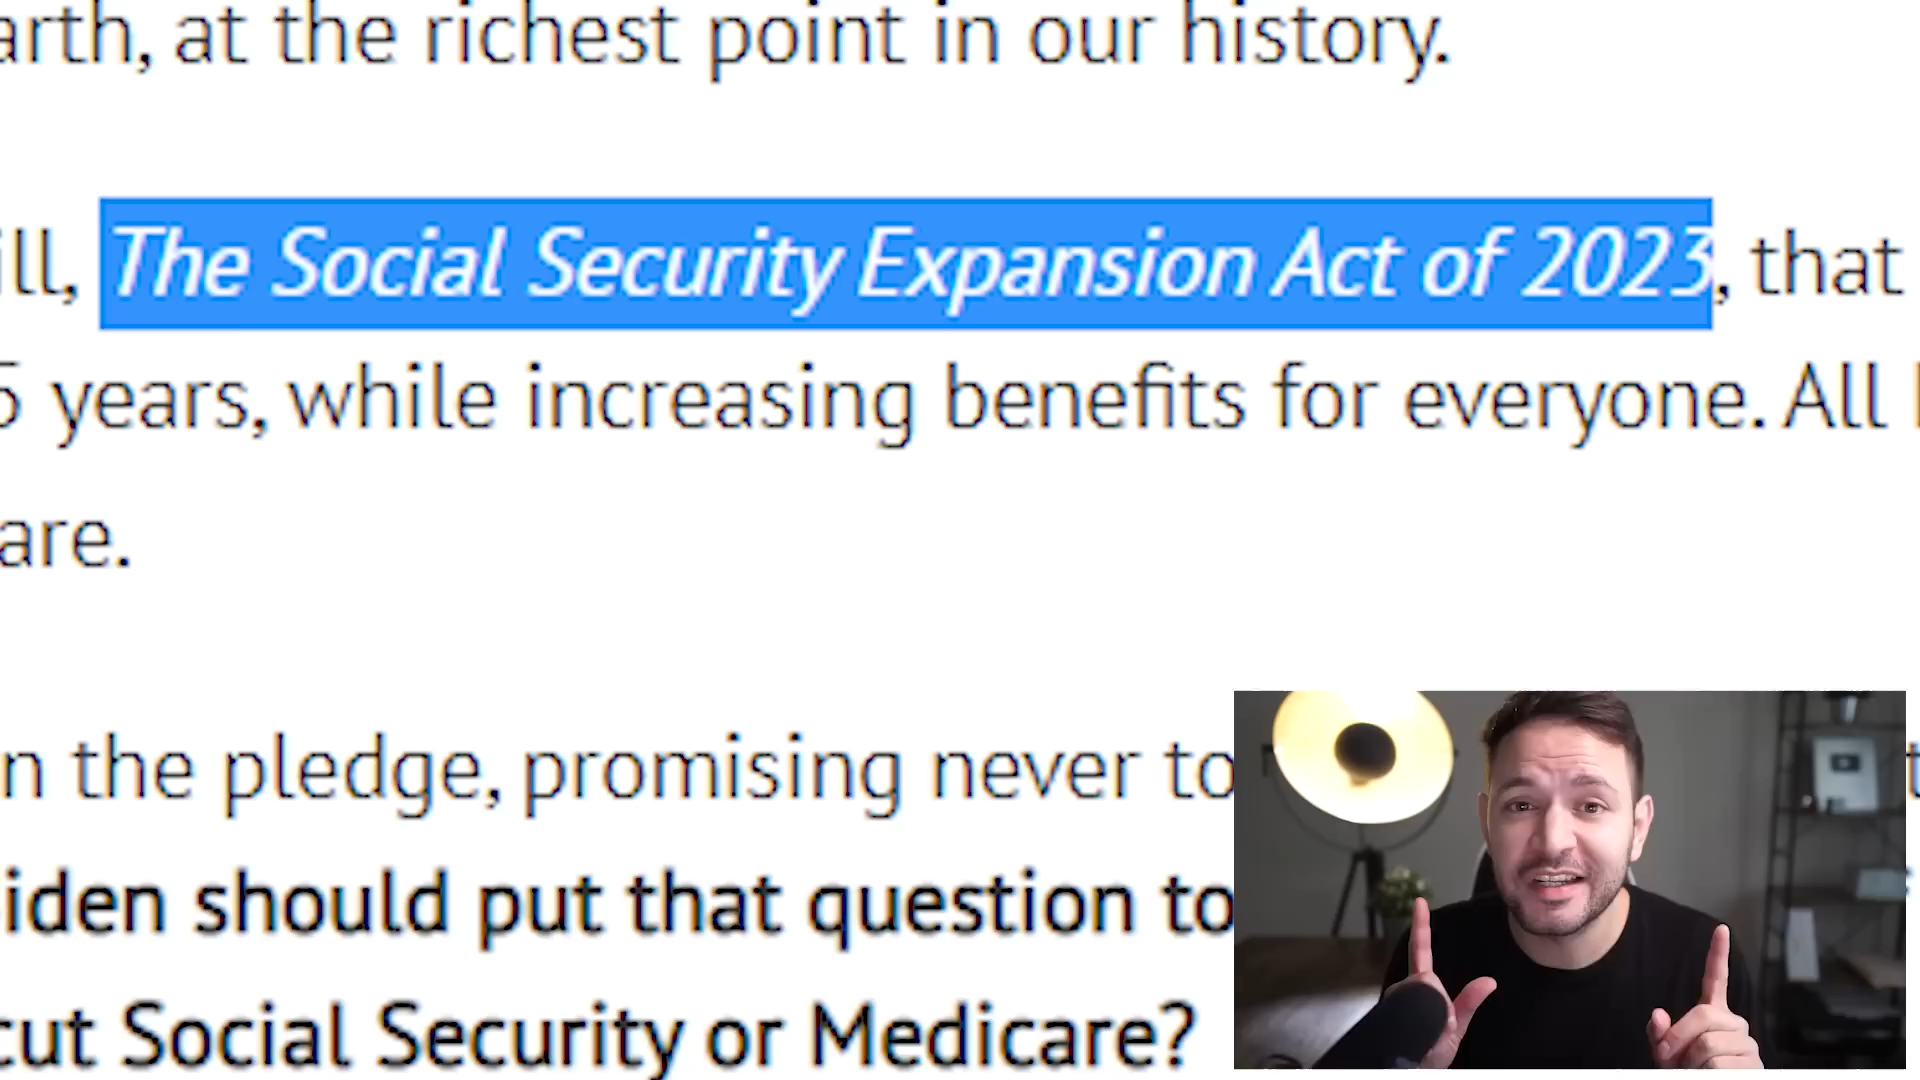 arth, at the richest point in our history.
ill, The Social Security Expansion Act of 2023, that
5 years, while increasing benefits for everyone. All
are.
n the pledge, promising never to
iden should put that question to
cut Social Security or Medicare?